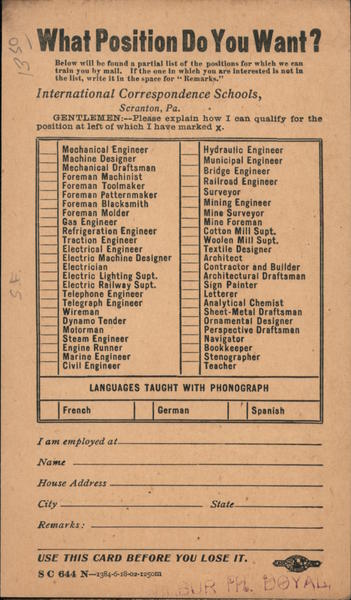 1380
What Position Do You Want?
Below will be found a partial list of the positions for which we can
train you by mail. If the one in which you are interested is not in
the list, write it in the space for "Remarks."
International Correspondence Schools,
Scranton, Pa.
GENTLEMEN:—Please explain how I can qualify for the
position at left of which I have marked x.
Mechanical Engineer
Machine Designer
Mechanical Draftsman
Foreman Machinist
Foreman Toolmaker
Foreman Patternmaker
Foreman Blacksmith
Foreman Molder
Gas Engineer
Refrigeration Engineer
Traction Engineer
Electrical Engineer
Electric Machine Designer
Electrician
Electric Lighting Supt.
Electric Railway Supt.
Telephone Engineer
Telegraph Engineer
Wireman
Dynamo Tender
Motorman
Steam Engineer
Engine Runner
Marine Engineer
Civil Engineer
Hydraulic Engineer
Municipal Engineer
Bridge Engineer
Railroad Engineer
Surveyor
Mining Engineer
Mine Surveyor
Mine Foreman
Cotton Mill Supt.
Woolen Mill Supt.
Textile Designer
Architect
Contractor and Builder
Architectural Draftsman
Sign Painter
Letterer
Analytical Chemist
Sheet-Metal Draftsman
Ornamental Designer
Perspective Draftsman
Navigator
Bookkeeper
Stenographer
Teacher
LANGUAGES TAUGHT WITH PHONOGRAPH
French German Spanish
I am employed at
Name
House Address
City State
Remarks:
USE THIS CARD BEFORE YOU LOSE IT.
S C 644 N—1384-6-18-02-1250m
DOYAL